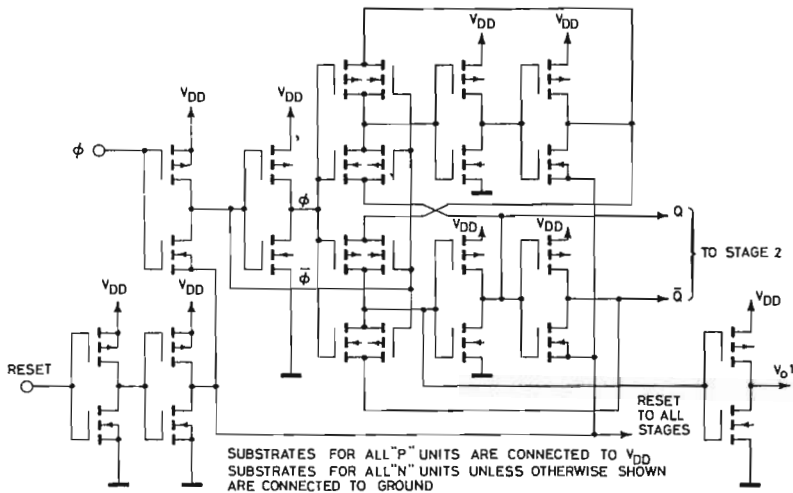 VDD
VDD
VDD
VDD
ϕ
ϕ
Q
VDD
VDD
TO STAGE 2
ϕ̅
Q̅
VDD
VDD
VDD
RESET
Vo1
RESET
TO ALL
STAGES
SUBSTRATES FOR ALL "P" UNITS ARE CONNECTED TO VDD
SUBSTRATES FOR ALL "N" UNITS UNLESS OTHERWISE SHOWN
ARE CONNECTED TO GROUND